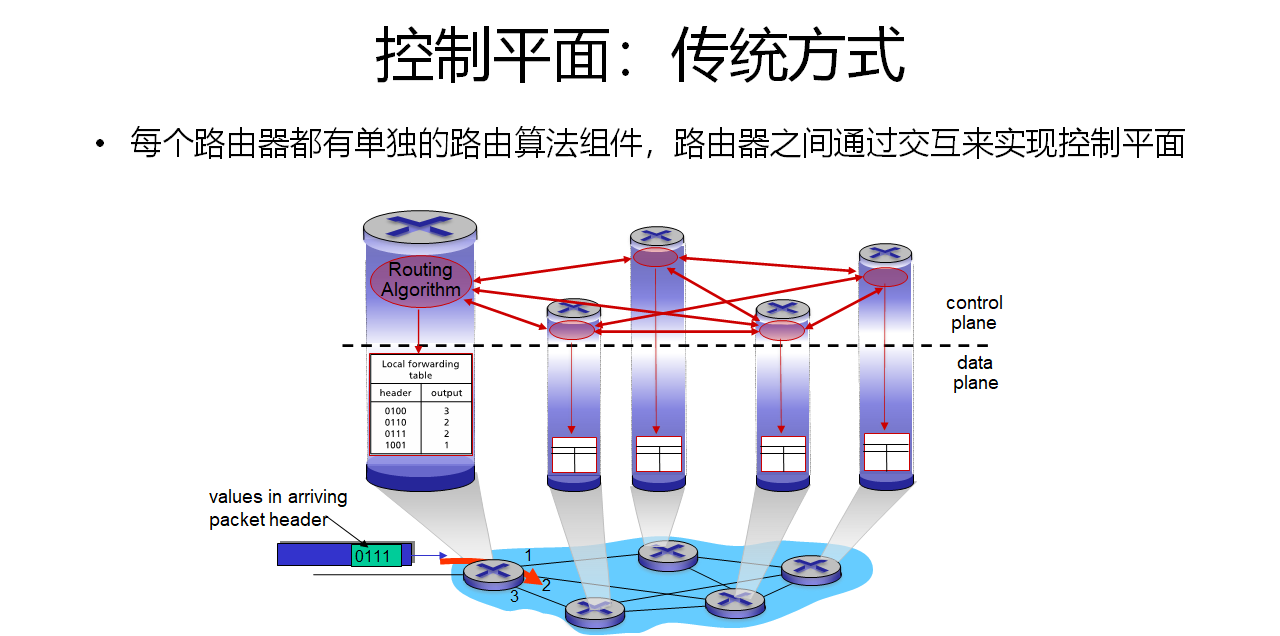 控制平面：传统方式
• 每个路由器都有单独的路由算法组件，路由器之间通过交互来实现控制平面
Routing
Algorithm
control
plane
data
plane
Local forwarding
table
header output
0100 3
0110 2
0111 2
1001 1
values in arriving
packet header
0111
1
2
3